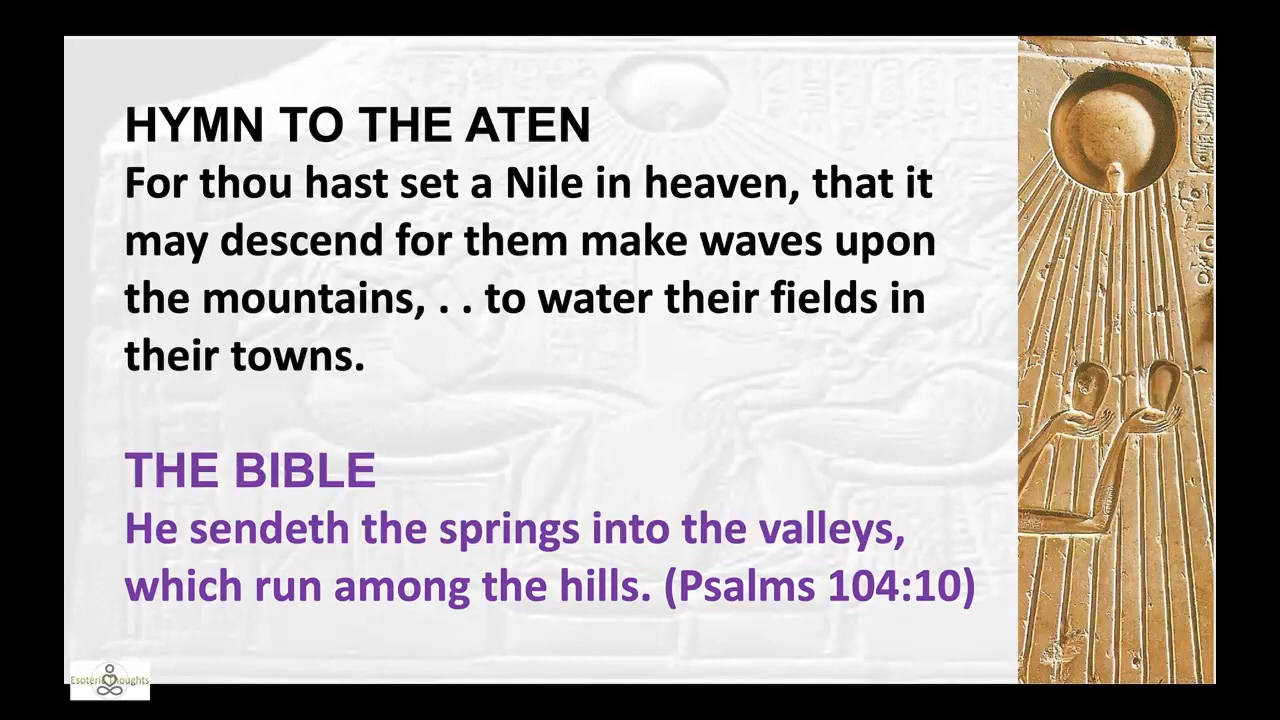 HYMN TO THE ATEN
For thou hast set a Nile in heaven, that it
may descend for them make waves upon
the mountains, . . to water their fields in
their towns.
THE BIBLE
He sendeth the springs into the valleys,
which run among the hills. (Psalms 104:10)
Esoteric Thoughts